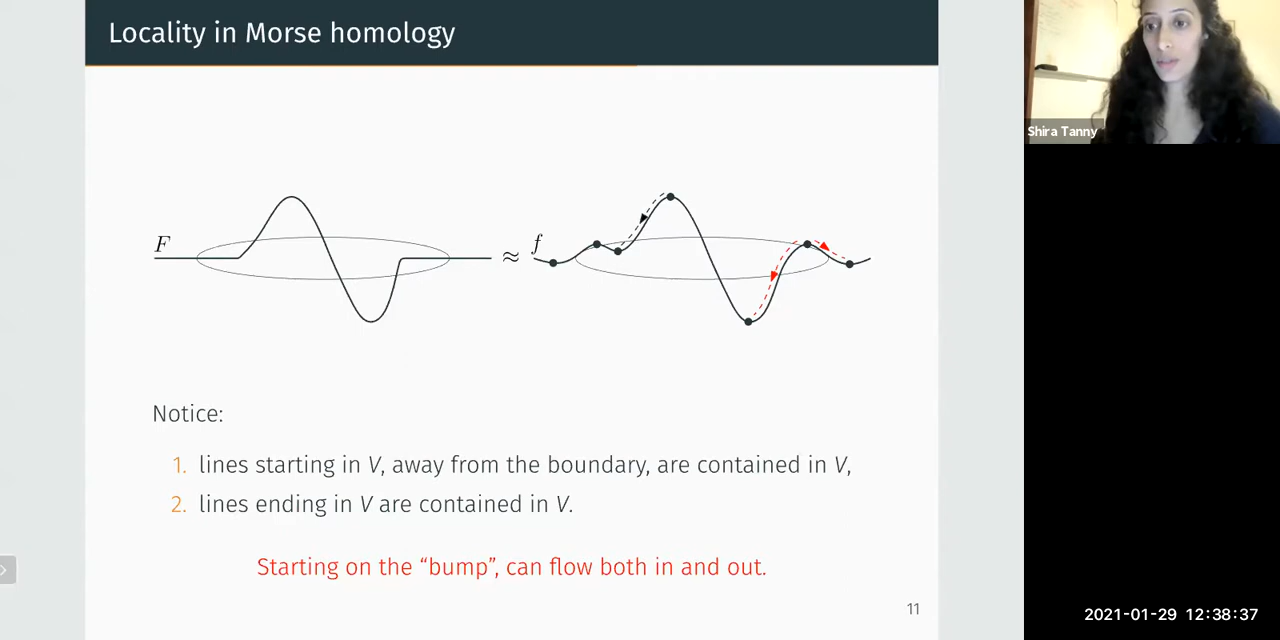 Locality in Morse homology
Shira Tanny
F
≈
f
Notice:
1. lines starting in V, away from the boundary, are contained in V,
2. lines ending in V are contained in V.
Starting on the “bump”, can flow both in and out.
11
2021-01-29 12:38:37